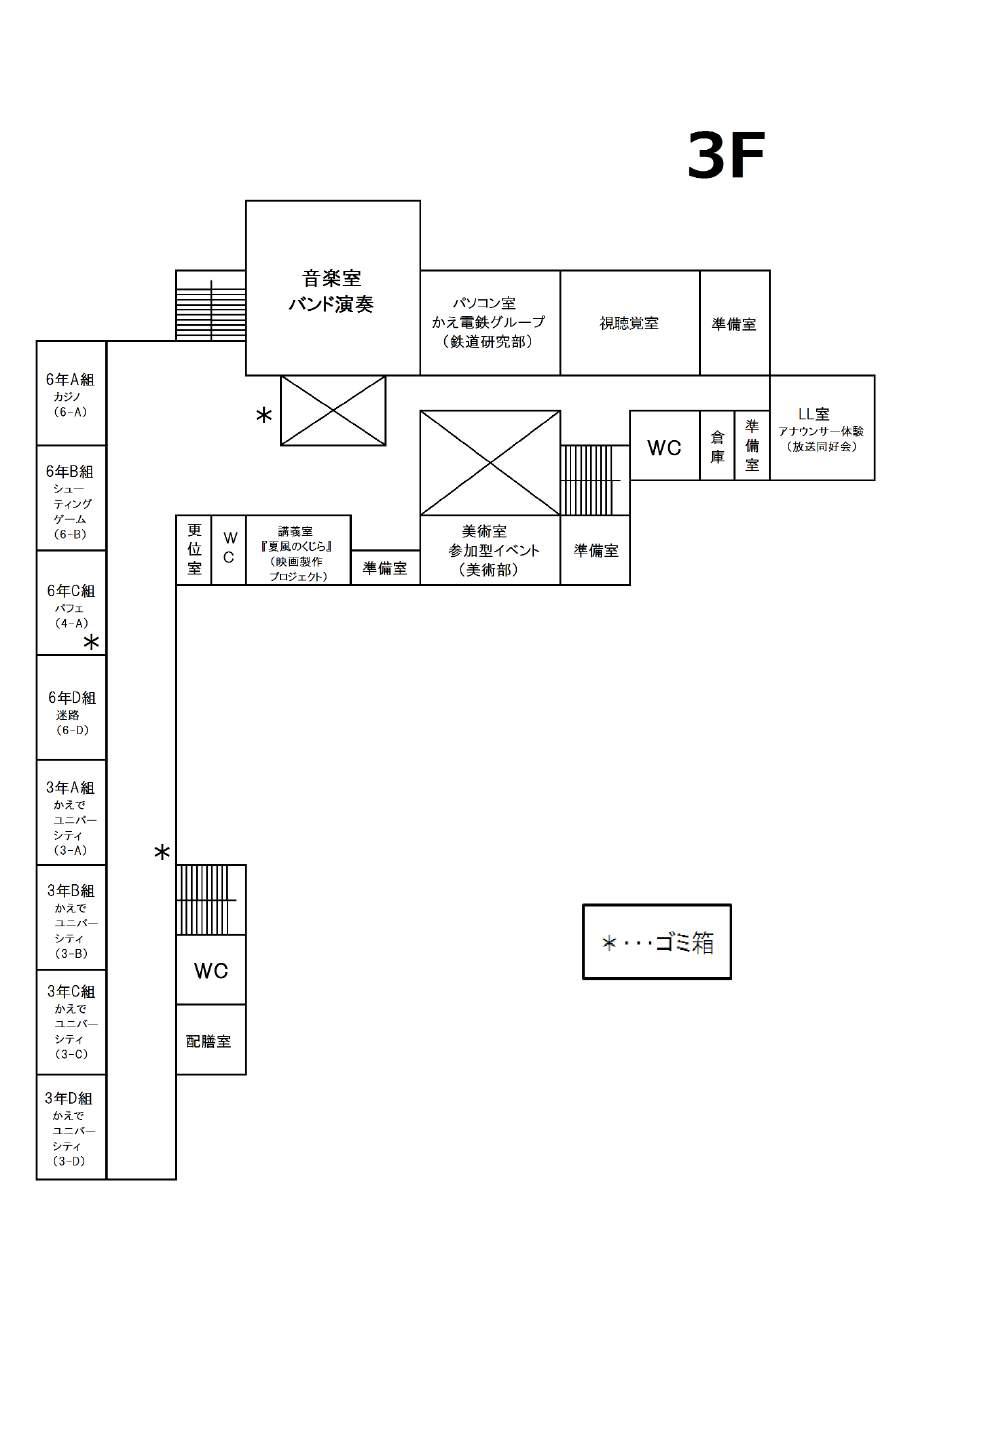 3F
音楽室
バンド演奏
パソコン室
かえ電鉄グループ
（鉄道研究部）
視聴覚室
準備室
6年A組
カジノ
（6-A）
＊
LL室
アナウンサー体験
（放送同好会）
WC
倉庫
準備室
6年B組
シュー
ティング
ゲーム
（6-B）
更位室
WC
講義室
『夏風のくじら』
（映画製作
プロジェクト）
準備室
美術室
参加型イベント
（美術部）
準備室
6年C組
パフェ
（4-A）
＊
6年D組
迷路
（6-D）
3年A組
かえで
ユニバー
シティ
（3-A）
＊
3年B組
かえで
ユニバー
シティ
（3-B）
WC
＊･･･ゴミ箱
3年C組
かえで
ユニバー
シティ
（3-C）
配膳室
3年D組
かえで
ユニバー
シティ
（3-D）